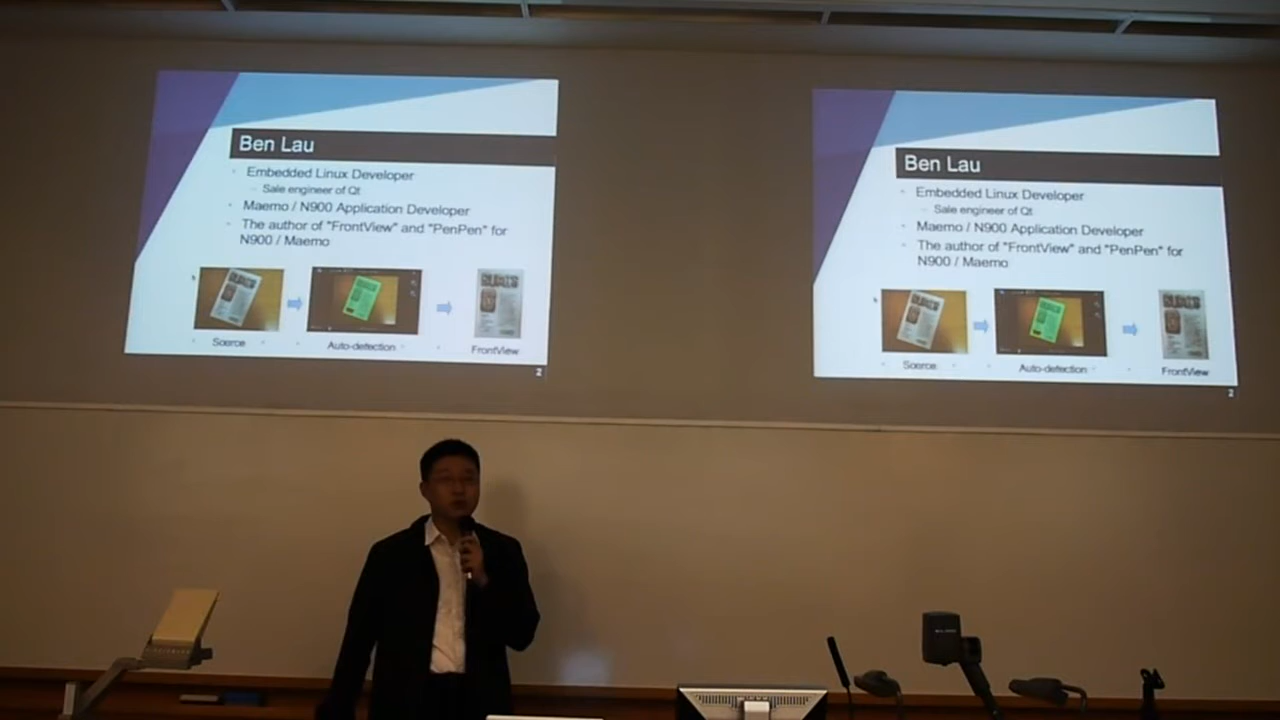 Ben Lau
Embedded Linux Developer
Sale engineer of Qt
Maemo / N900 Application Developer
The author of "FrontView" and "PenPen" for
N900 / Maemo
Source
Auto-detection
FrontView
2
Ben Lau
Embedded Linux Developer
Sale engineer of Qt
Maemo / N900 Application Developer
The author of "FrontView" and "PenPen" for
N900 / Maemo
Source
Auto-detection
FrontView
2